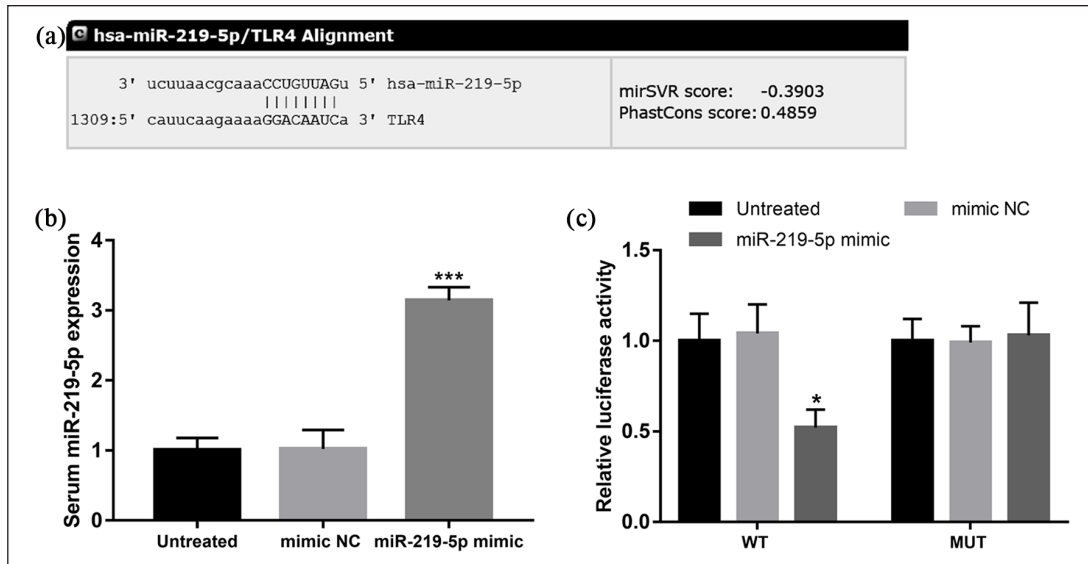 (a)
C hsa-miR-219-5p/TLR4 Alignment
3' ucuuaacgcaaaCCUGUUAGu 5' hsa-miR-219-5p
||||||||
1309:5' cauucaagaaaaGGACAAUCa 3' TLR4
mirSVR score: -0.3903
PhastCons score: 0.4859
(b)
Serum miR-219-5p expression
4
3
2
1
0
***
Untreated
mimic NC
miR-219-5p mimic
(c)
Untreated
mimic NC
miR-219-5p mimic
Relative luciferase activity
1.5
1.0
0.5
0.0
*
WT
MUT